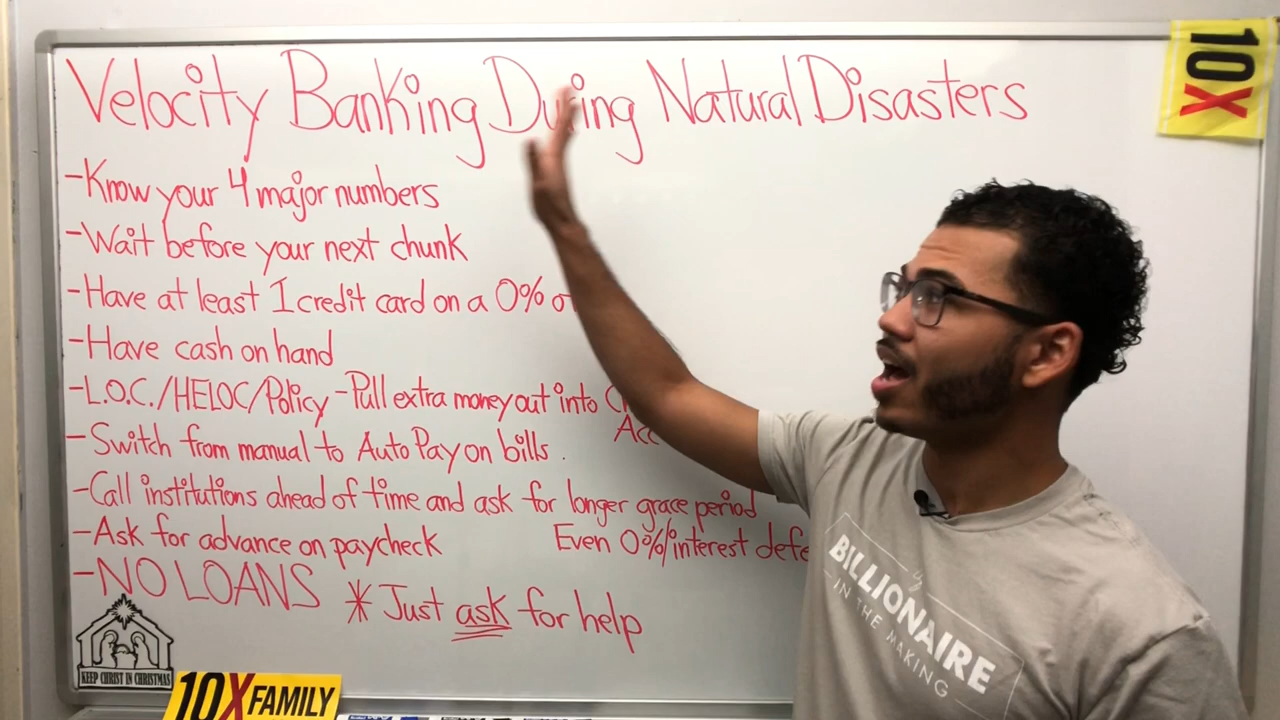 Velocity Banking During Natural Disasters
10X
-Know your 4 major numbers
-Wait before your next chunk
-Have at least 1 credit card on a 0%
-Have cash on hand
-L.O.C./HELOC/Policy -Pull extra money out into
-Switch from manual to Auto Pay on bills.
-Call institutions ahead of time and ask for longer grace period
-Ask for advance on paycheck
Even 0%/interest
-NO LOANS
* Just ask for help
BILLIONAIRE
IN THE MAKING
KEEP CHRIST IN CHRISTMAS
10X FAMILY